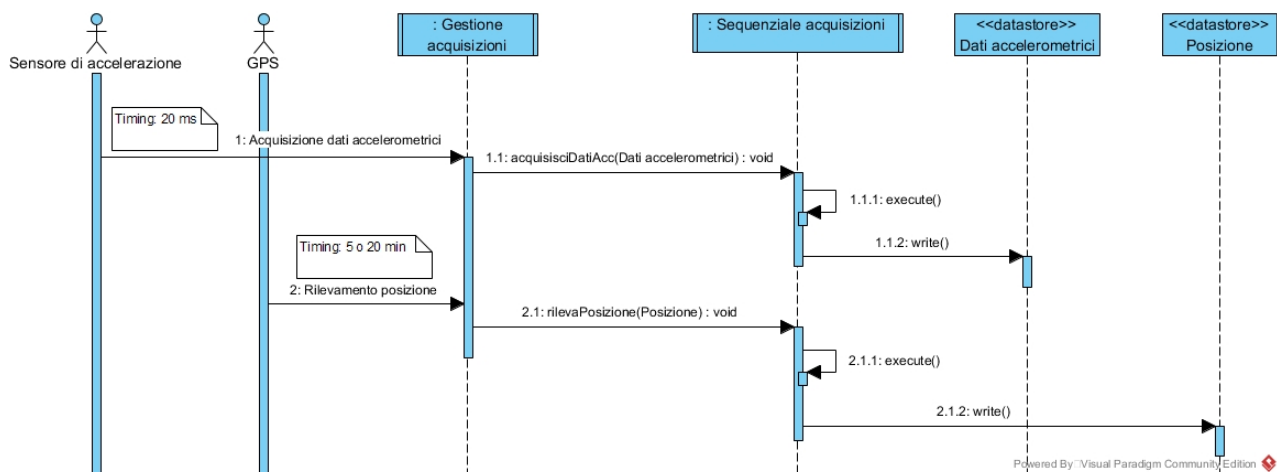 : Gestione
acquisizioni
: Sequenziale acquisizioni
<<datastore>>
Dati accelerometrici
<<datastore>>
Posizione
Sensore di accelerazione
GPS
Timing: 20 ms
1: Acquisizione dati accelerometrici
1.1: acquisisciDatiAcc(Dati accelerometrici) : void
1.1.1: execute()
1.1.2: write()
Timing: 5 o 20 min
2: Rilevamento posizione
2.1: rilevaPosizione(Posizione) : void
2.1.1: execute()
2.1.2: write()
Powered By Visual Paradigm Community Edition